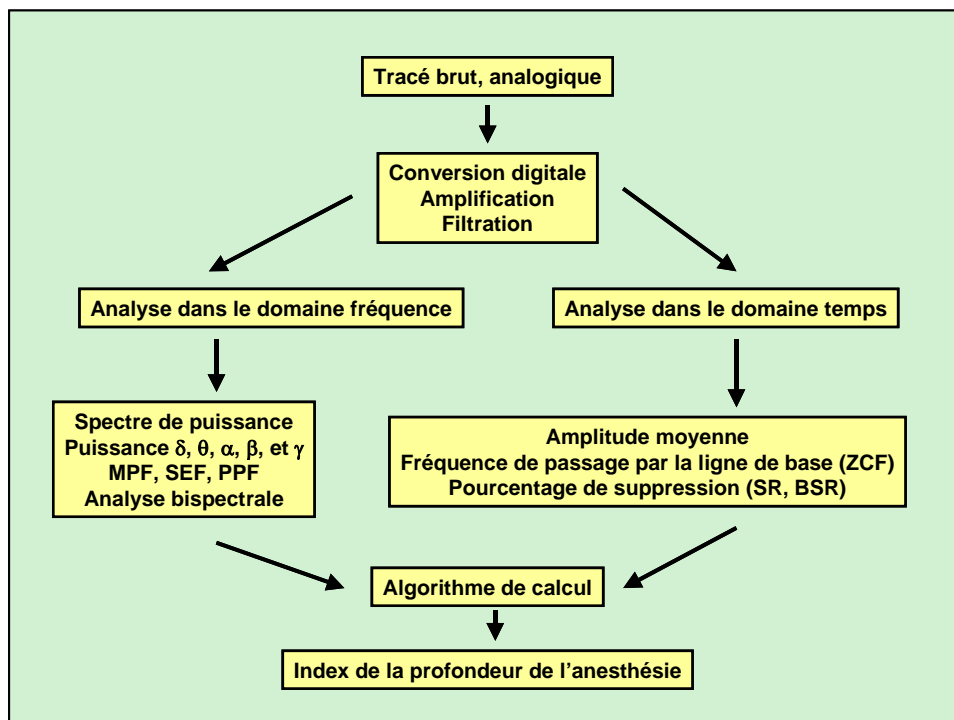 Tracé brut, analogique
Conversion digitale
Amplification
Filtration
Analyse dans le domaine fréquence
Analyse dans le domaine temps
Spectre de puissance
Puissance δ, θ, α, β, et γ
MPF, SEF, PPF
Analyse bispectrale
Amplitude moyenne
Fréquence de passage par la ligne de base (ZCF)
Pourcentage de suppression (SR, BSR)
Algorithme de calcul
Index de la profondeur de l’anesthésie